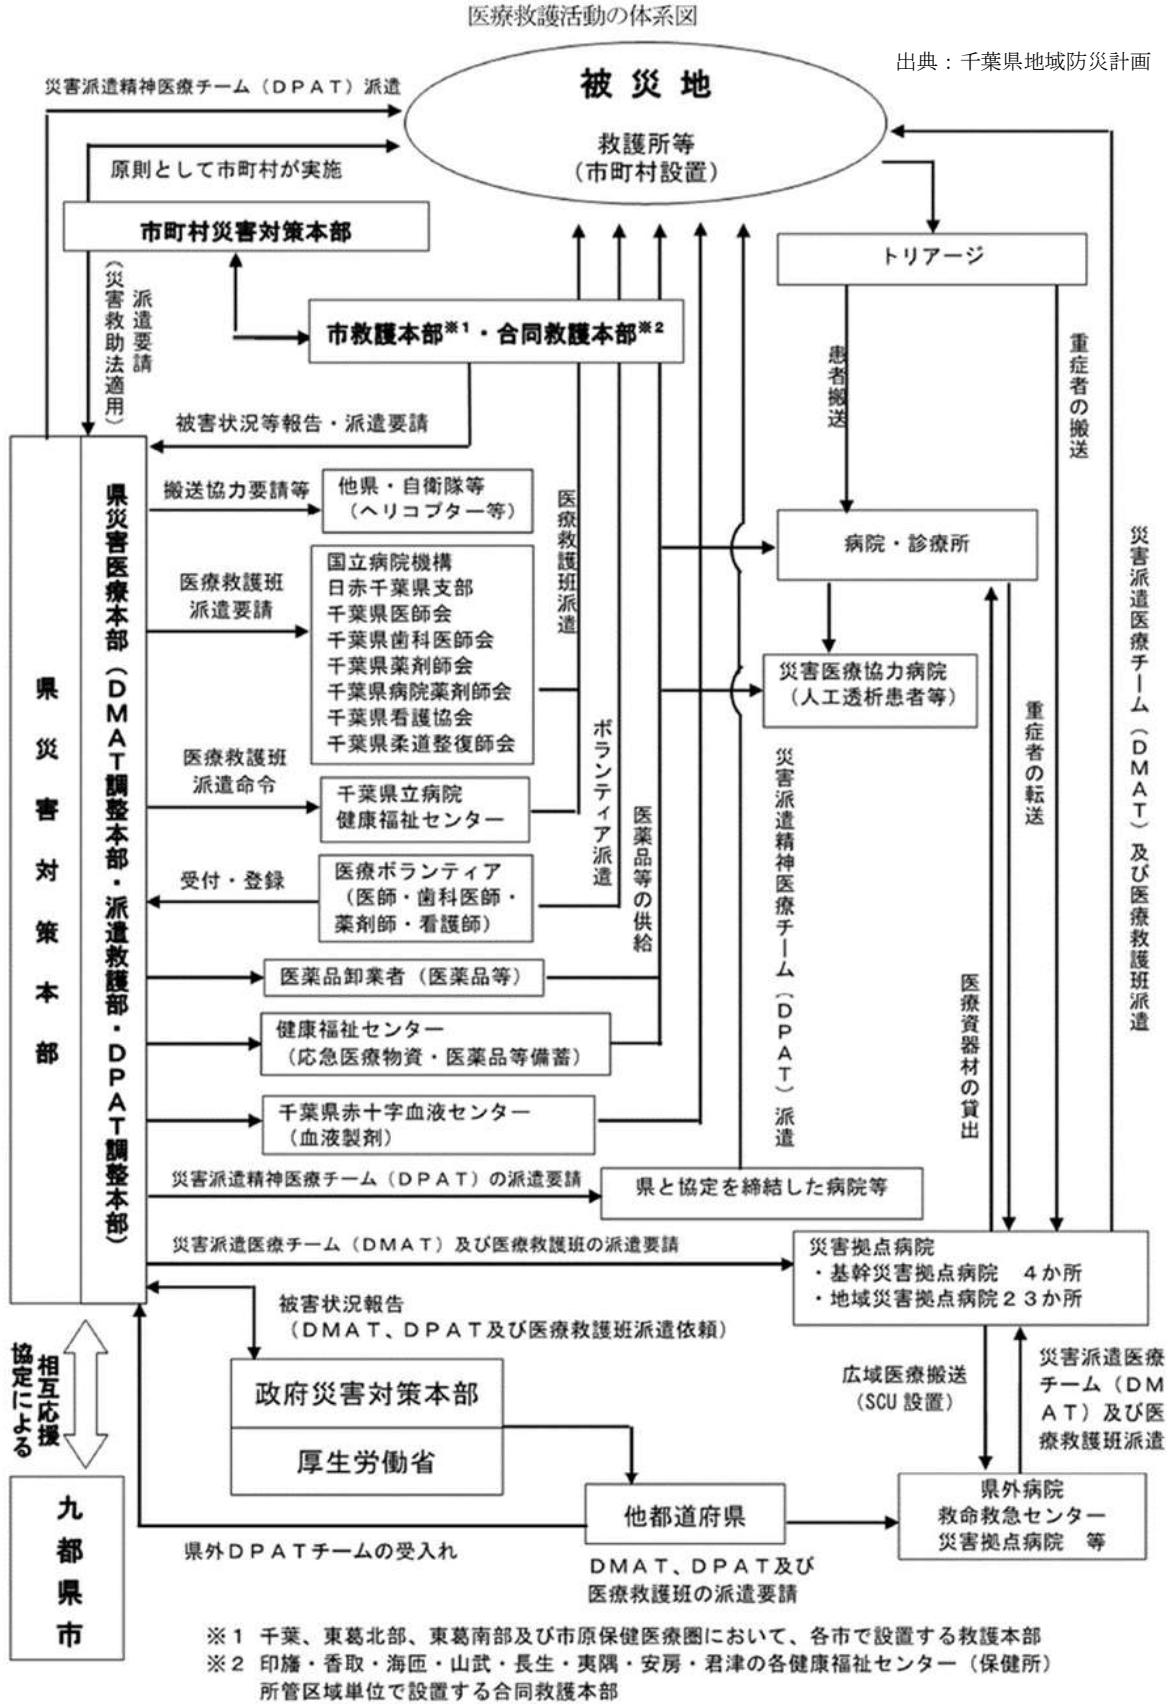 医療救護活動の体系図
出典：千葉県地域防災計画
災害派遣精神医療チーム（ＤＰＡＴ）派遣
被災地
救護所等
（市町村設置）
原則として市町村が実施
市町村災害対策本部
派遣要請
（災害救助法適用）
市救護本部※1・合同救護本部※2
トリアージ
患者搬送
重症者の搬送
被害状況等報告・派遣要請
県災害対策本部
県災害医療本部（ＤＭＡＴ調整本部・派遣救護部・ＤＰＡＴ調整本部）
搬送協力要請等
他県・自衛隊等
（ヘリコプター等）
医療救護班
派遣要請
国立病院機構
日赤千葉県支部
千葉県医師会
千葉県歯科医師会
千葉県薬剤師会
千葉県病院薬剤師会
千葉県看護協会
千葉県柔道整復師会
医療救護班派遣
病院・診療所
災害医療協力病院
（人工透析患者等）
医療救護班
派遣命令
千葉県立病院
健康福祉センター
受付・登録
医療ボランティア
（医師・歯科医師・
薬剤師・看護師）
ボランティア派遣
医薬品等の供給
災害派遣精神医療チーム（ＤＰＡＴ）派遣
重症者の転送
医療資器材の貸出
災害派遣医療チーム（ＤＭＡＴ）及び医療救護班派遣
医薬品卸業者（医薬品等）
健康福祉センター
（応急医療物資・医薬品等備蓄）
千葉県赤十字血液センター
（血液製剤）
災害派遣精神医療チーム（ＤＰＡＴ）の派遣要請
県と協定を締結した病院等
災害派遣医療チーム（ＤＭＡＴ）及び医療救護班の派遣要請
災害拠点病院
・基幹災害拠点病院　４か所
・地域災害拠点病院２３か所
被害状況報告
（ＤＭＡＴ、ＤＰＡＴ及び医療救護班派遣依頼）
相互応援
協定による
政府災害対策本部
厚生労働省
広域医療搬送
（SCU 設置）
災害派遣医療
チーム（ＤＭ
ＡＴ）及び医
療救護班派遣
九都県市
他都道府県
県外病院
救命救急センター
災害拠点病院　等
県外ＤＰＡＴチームの受入れ
ＤＭＡＴ、ＤＰＡＴ及び
医療救護班の派遣要請
※１　千葉、東葛北部、東葛南部及び市原保健医療圏において、各市で設置する救護本部
※２　印旛・香取・海匝・山武・長生・夷隅・安房・君津の各健康福祉センター（保健所）
所管区域単位で設置する合同救護本部